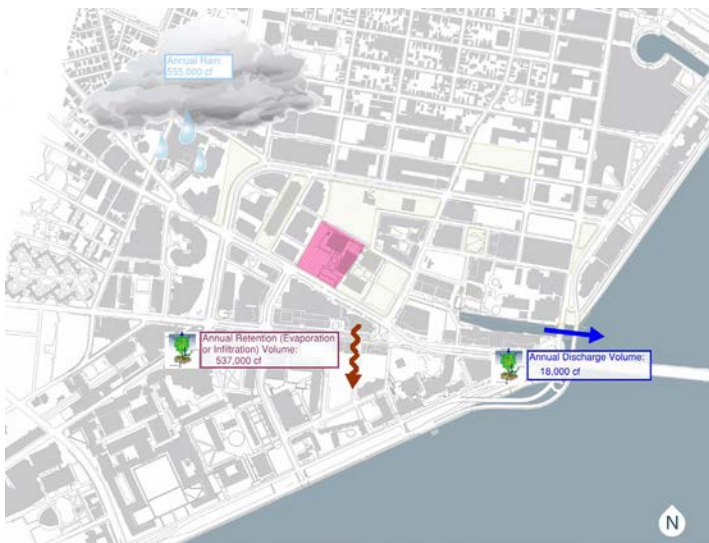 Annual Rain:
555,000 cf
Annual Retention (Evaporation
or Infiltration) Volume:
537,000 cf
Annual Discharge Volume:
18,000 cf
N